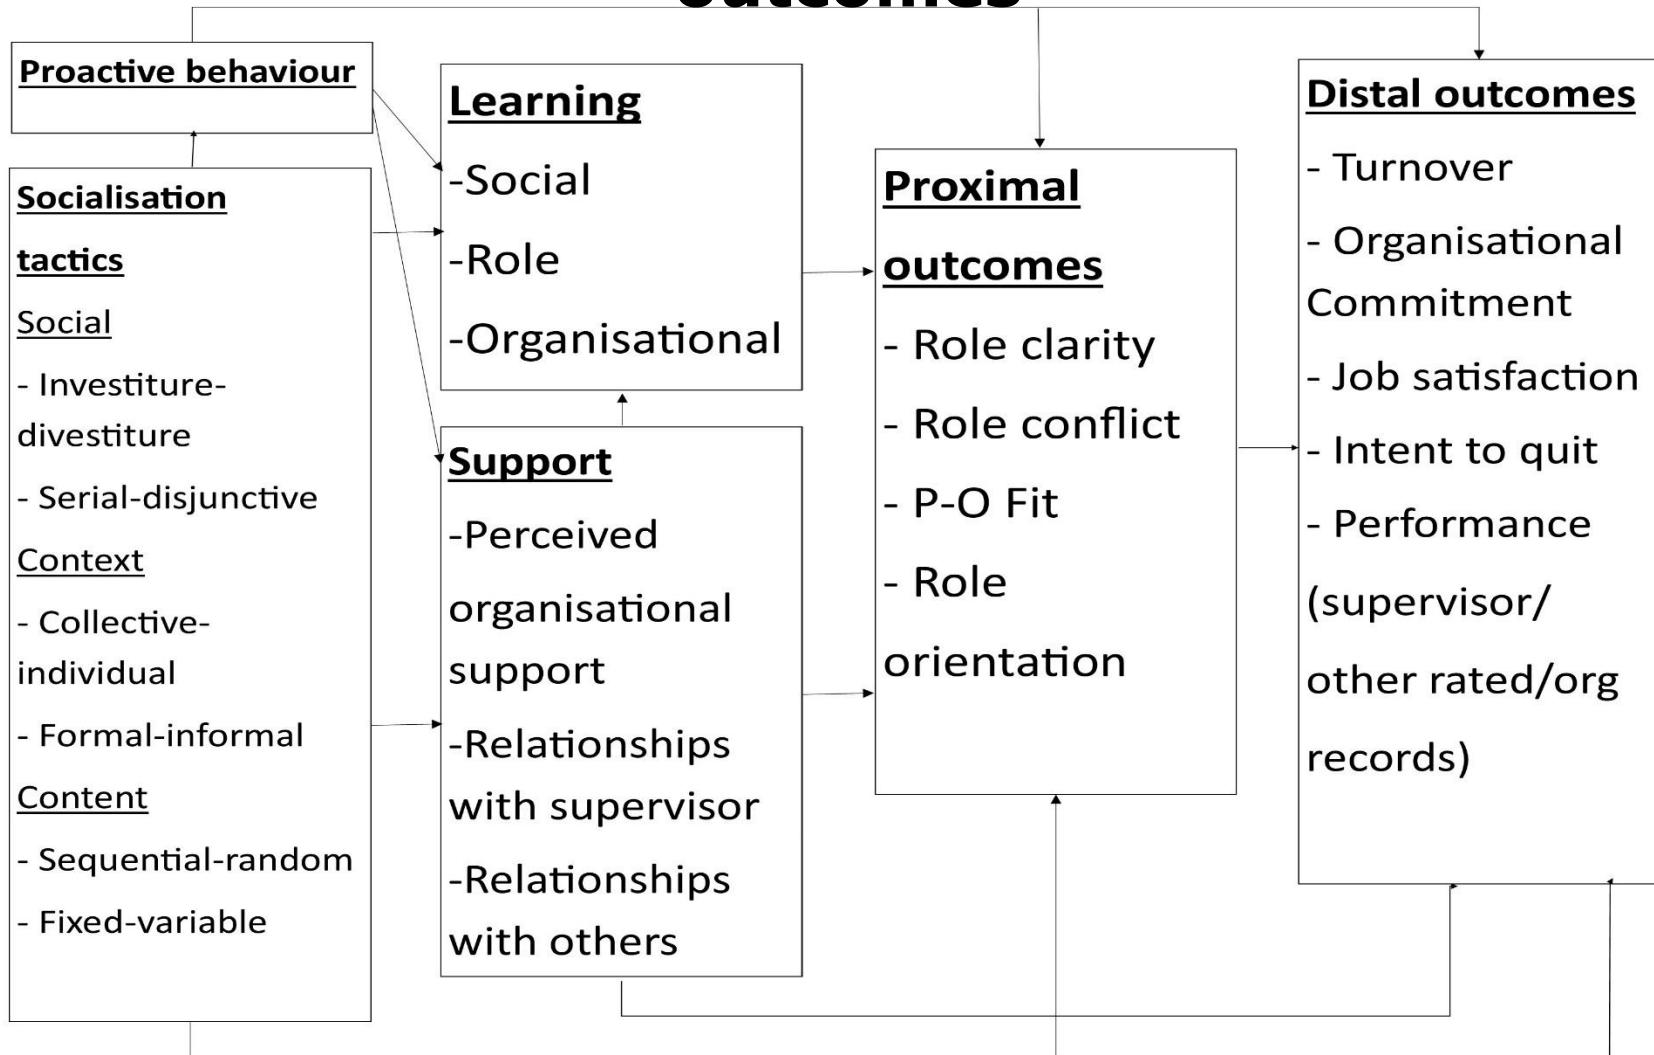 outcomes
Proactive behaviour
Socialisation
tactics
Social
- Investiture-
divestiture
- Serial-disjunctive
Context
- Collective-
individual
- Formal-informal
Content
- Sequential-random
- Fixed-variable
Learning
-Social
-Role
-Organisational
Support
-Perceived
organisational
support
-Relationships
with supervisor
-Relationships
with others
Proximal
outcomes
- Role clarity
- Role conflict
- P-O Fit
- Role
orientation
Distal outcomes
- Turnover
- Organisational
Commitment
- Job satisfaction
- Intent to quit
- Performance
(supervisor/
other rated/org
records)